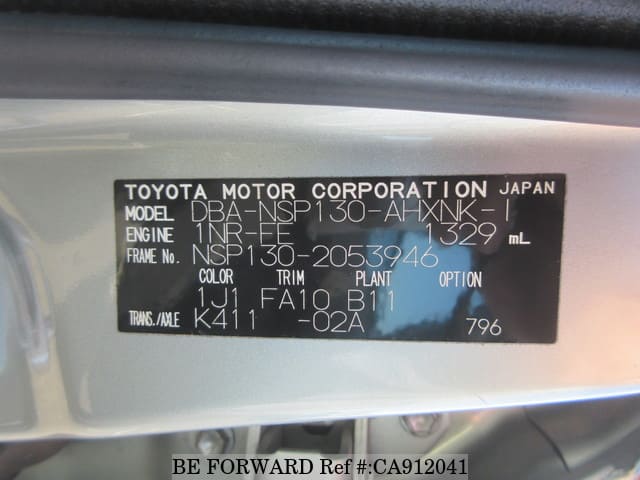 TOYOTA MOTOR CORPORATION JAPAN
MODEL DBA-NSP130-AHXNK-I
ENGINE 1NR-FE 1329 mL
FRAME No. NSP130-2053946
COLOR TRIM PLANT OPTION
1J1 FA10 B11
TRANS./AXLE K411 -02A 796
BE FORWARD Ref #:CA912041